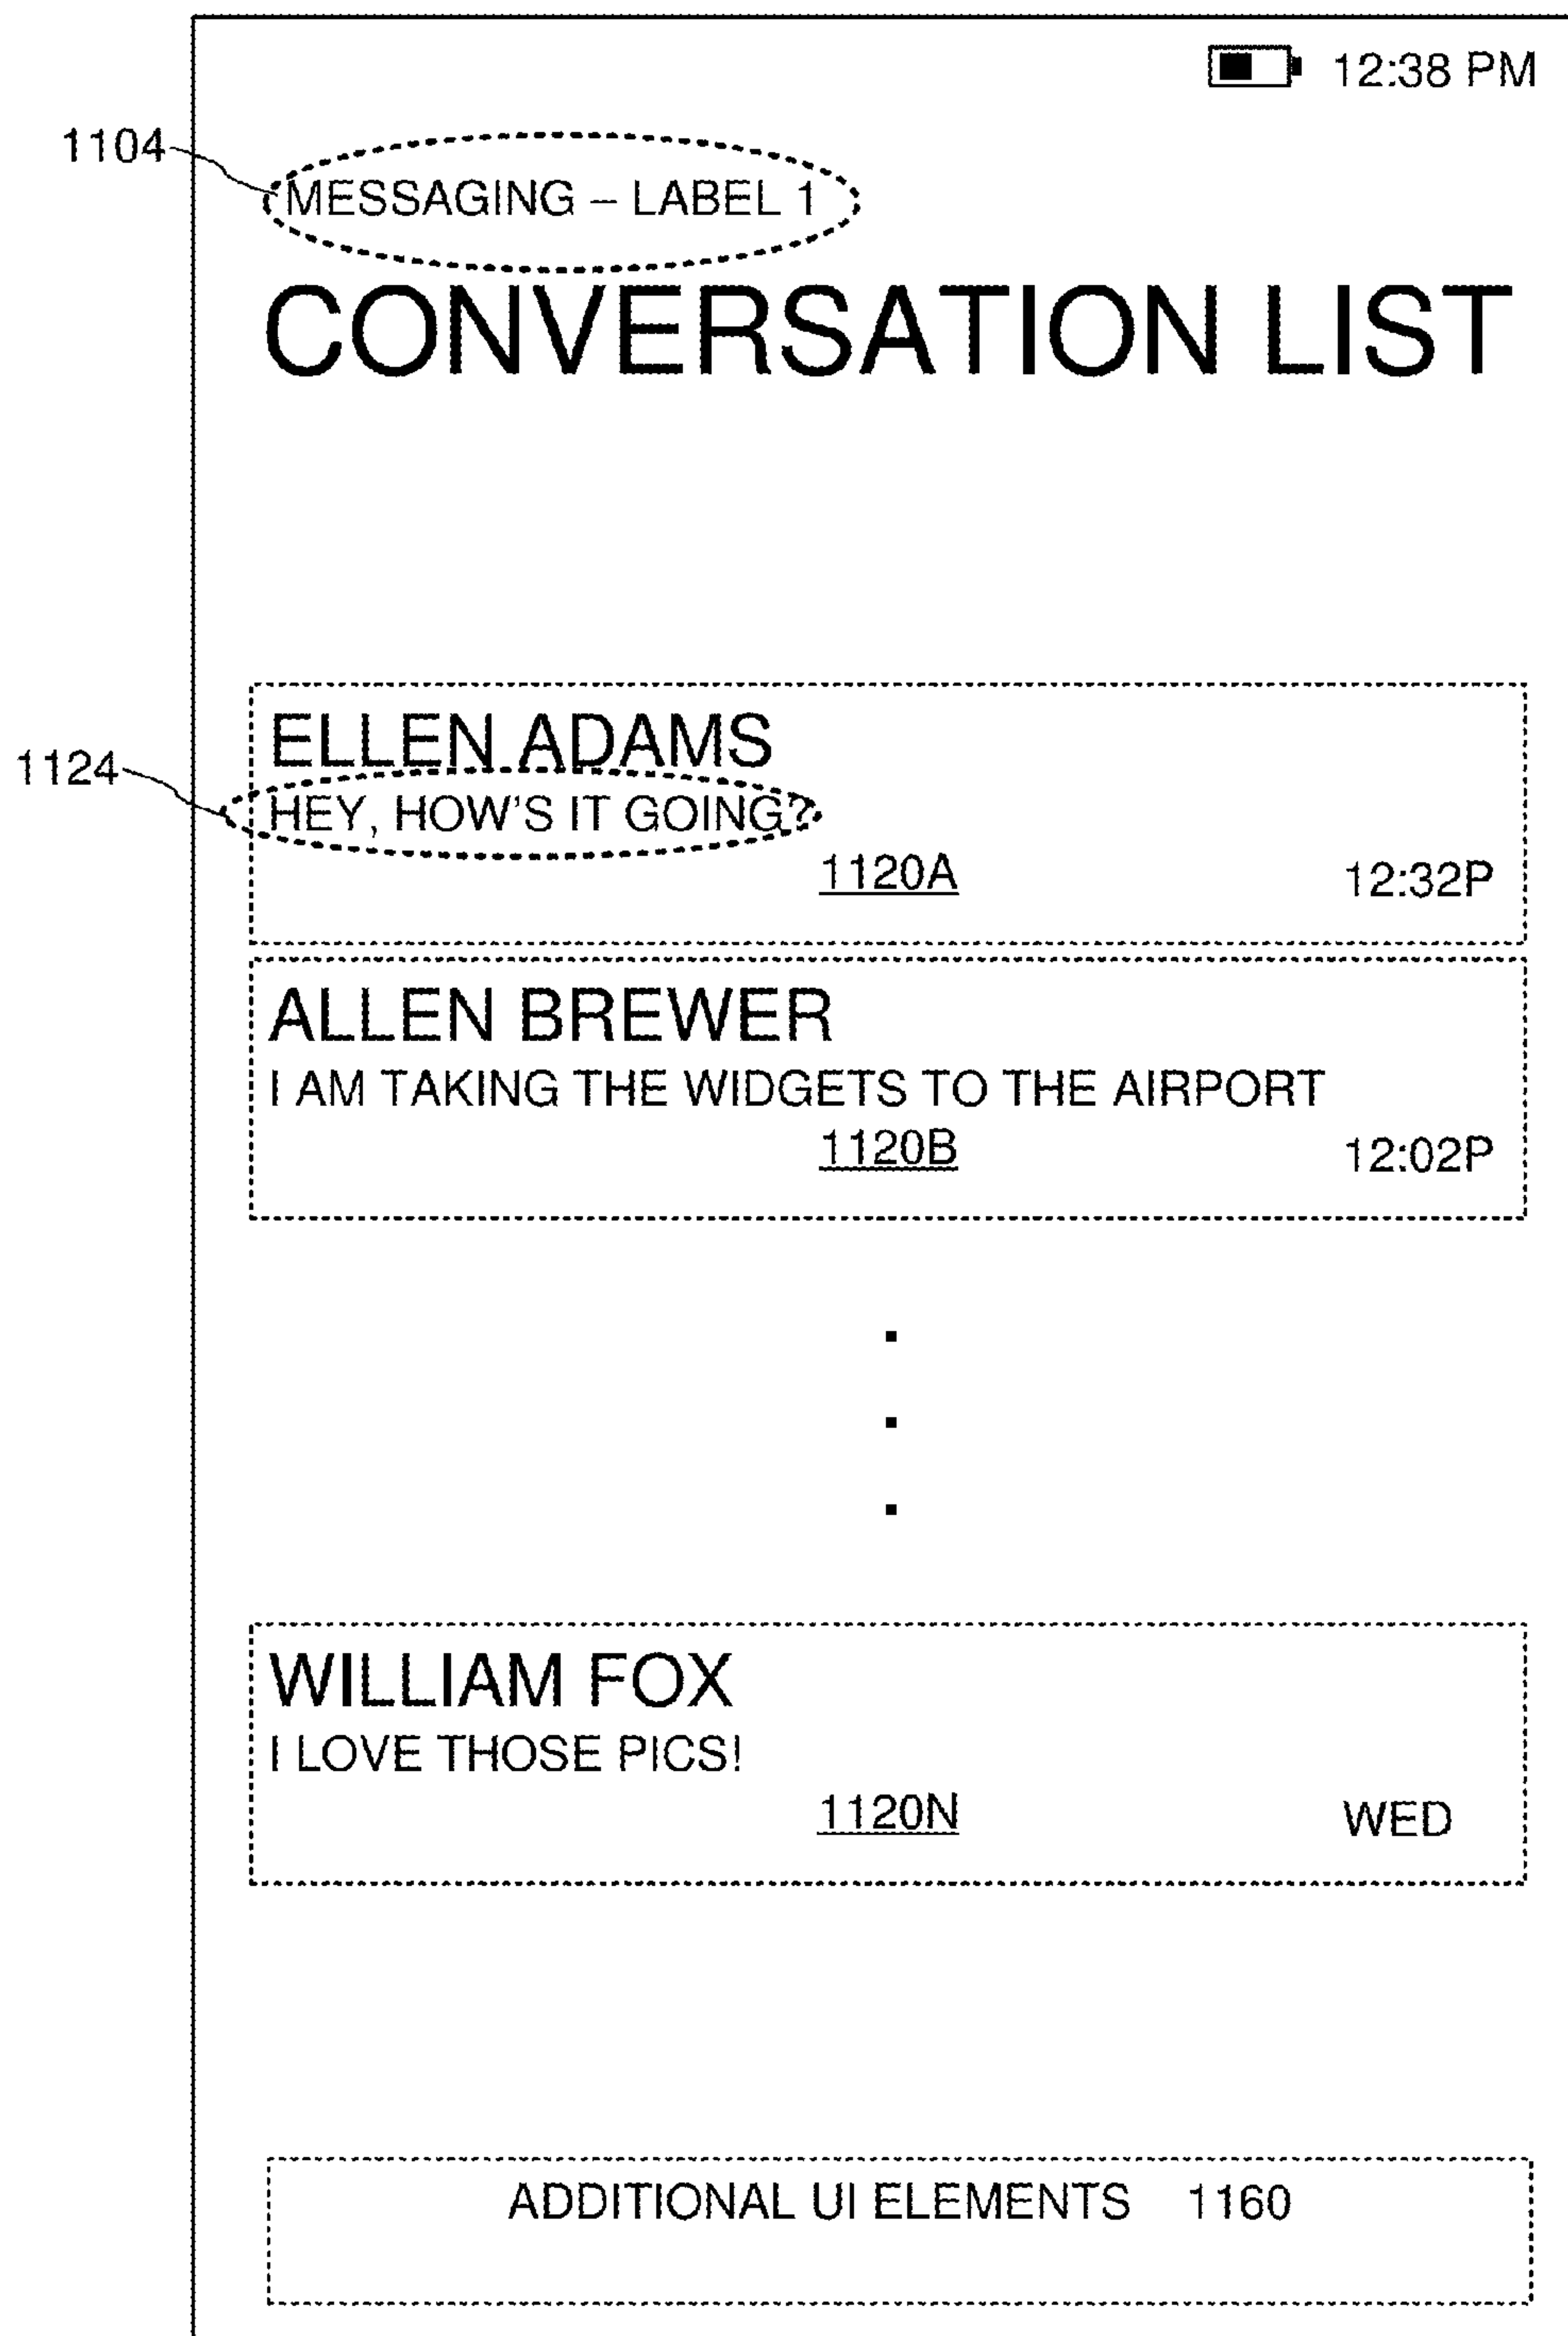 12:38 PM
1104
MESSAGING – LABEL 1
CONVERSATION LIST
ELLEN ADAMS
1124
HEY, HOW'S IT GOING?
1120A
12:32P
ALLEN BREWER
I AM TAKING THE WIDGETS TO THE AIRPORT
1120B
12:02P
WILLIAM FOX
I LOVE THOSE PICS!
1120N
WED
ADDITIONAL UI ELEMENTS 1160